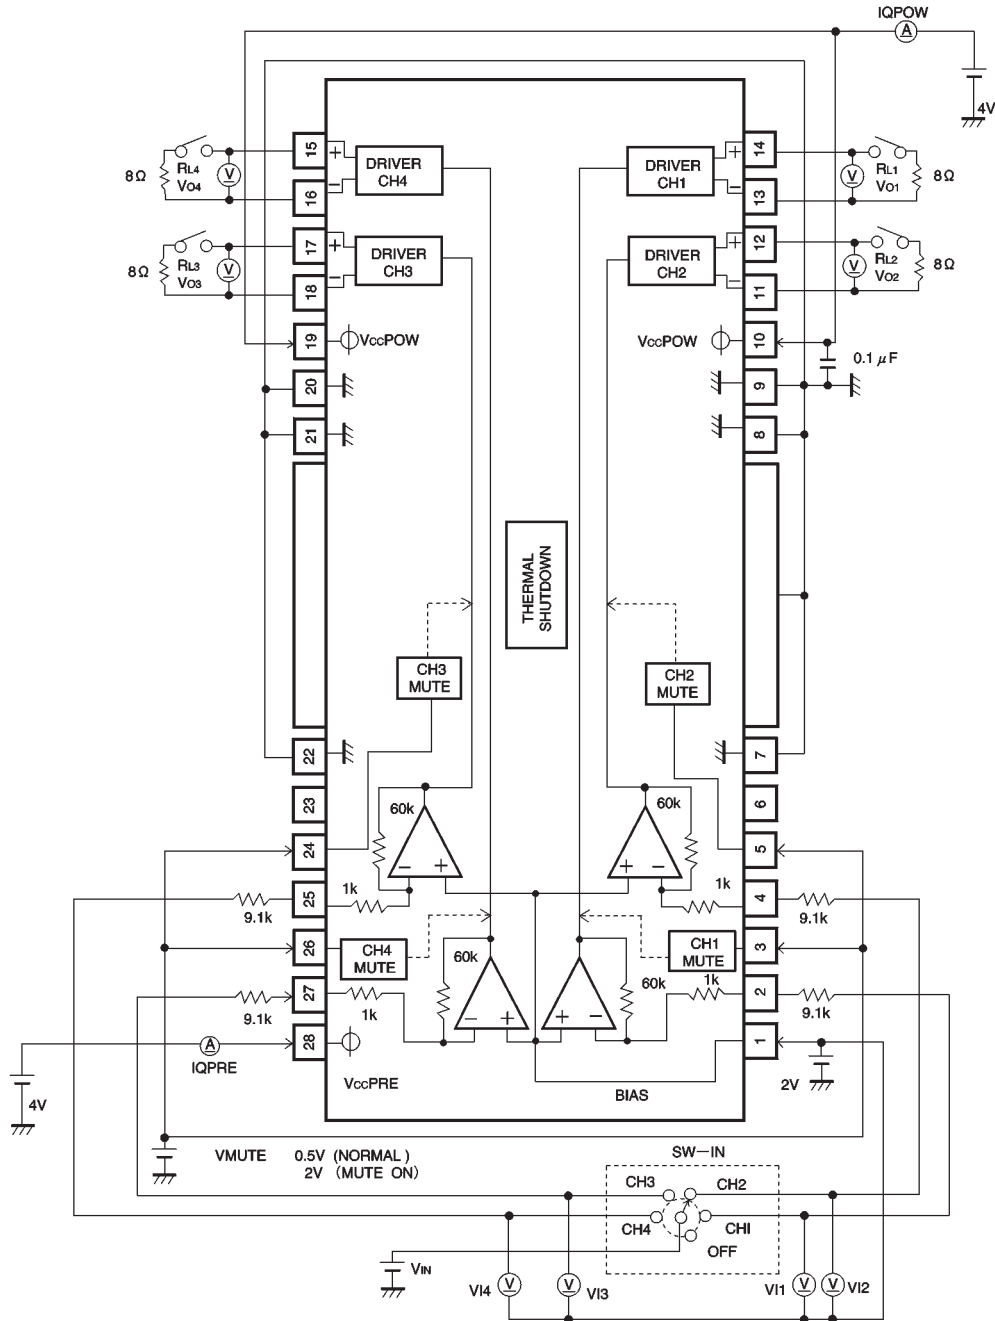 IQPOW
A
4V
15
+
DRIVER
CH4
16
−
8Ω
RL4
VO4
V
17
+
DRIVER
CH3
18
−
8Ω
RL3
VO3
V
14
+
DRIVER
CH1
13
−
RL1
VO1
V
8Ω
12
+
DRIVER
CH2
11
−
RL2
VO2
V
8Ω
19
VCCPOW
VCCPOW
10
0.1μF
20
9
21
8
THERMAL
SHUTDOWN
CH3
MUTE
CH2
MUTE
22
7
23
6
60k
60k
24
5
−
+
+
−
1k
1k
25
4
9.1k
9.1k
26
3
CH4
MUTE
CH1
MUTE
60k
60k
1k
27
2
9.1k
1k
9.1k
−
+
+
−
28
1
A
IQPRE
VCCPRE
BIAS
2V
4V
VMUTE 0.5V (NORMAL)
2V (MUTE ON)
SW-IN
CH3
CH2
CH4
CH1
OFF
VIN
VI4
V
V
VI3
VI1
V
V
VI2